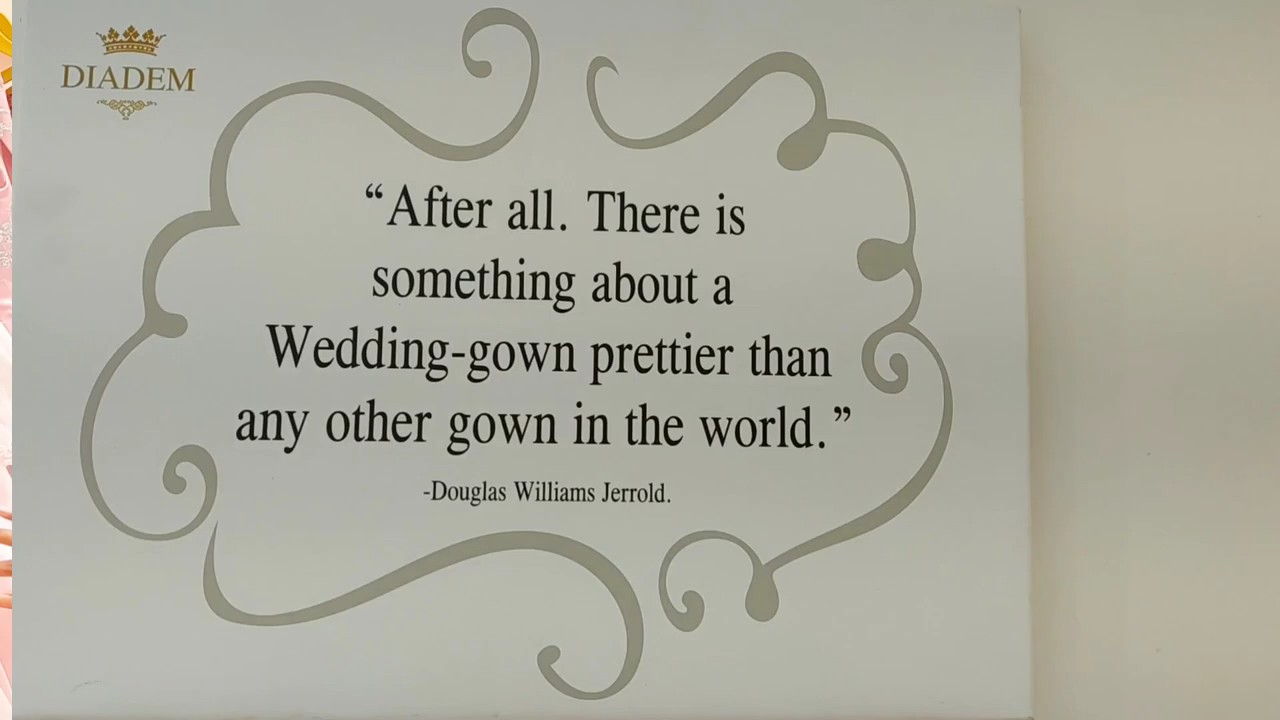 DIADEM
“After all. There is
something about a
Wedding-gown prettier than
any other gown in the world.”
-Douglas Williams Jerrold.